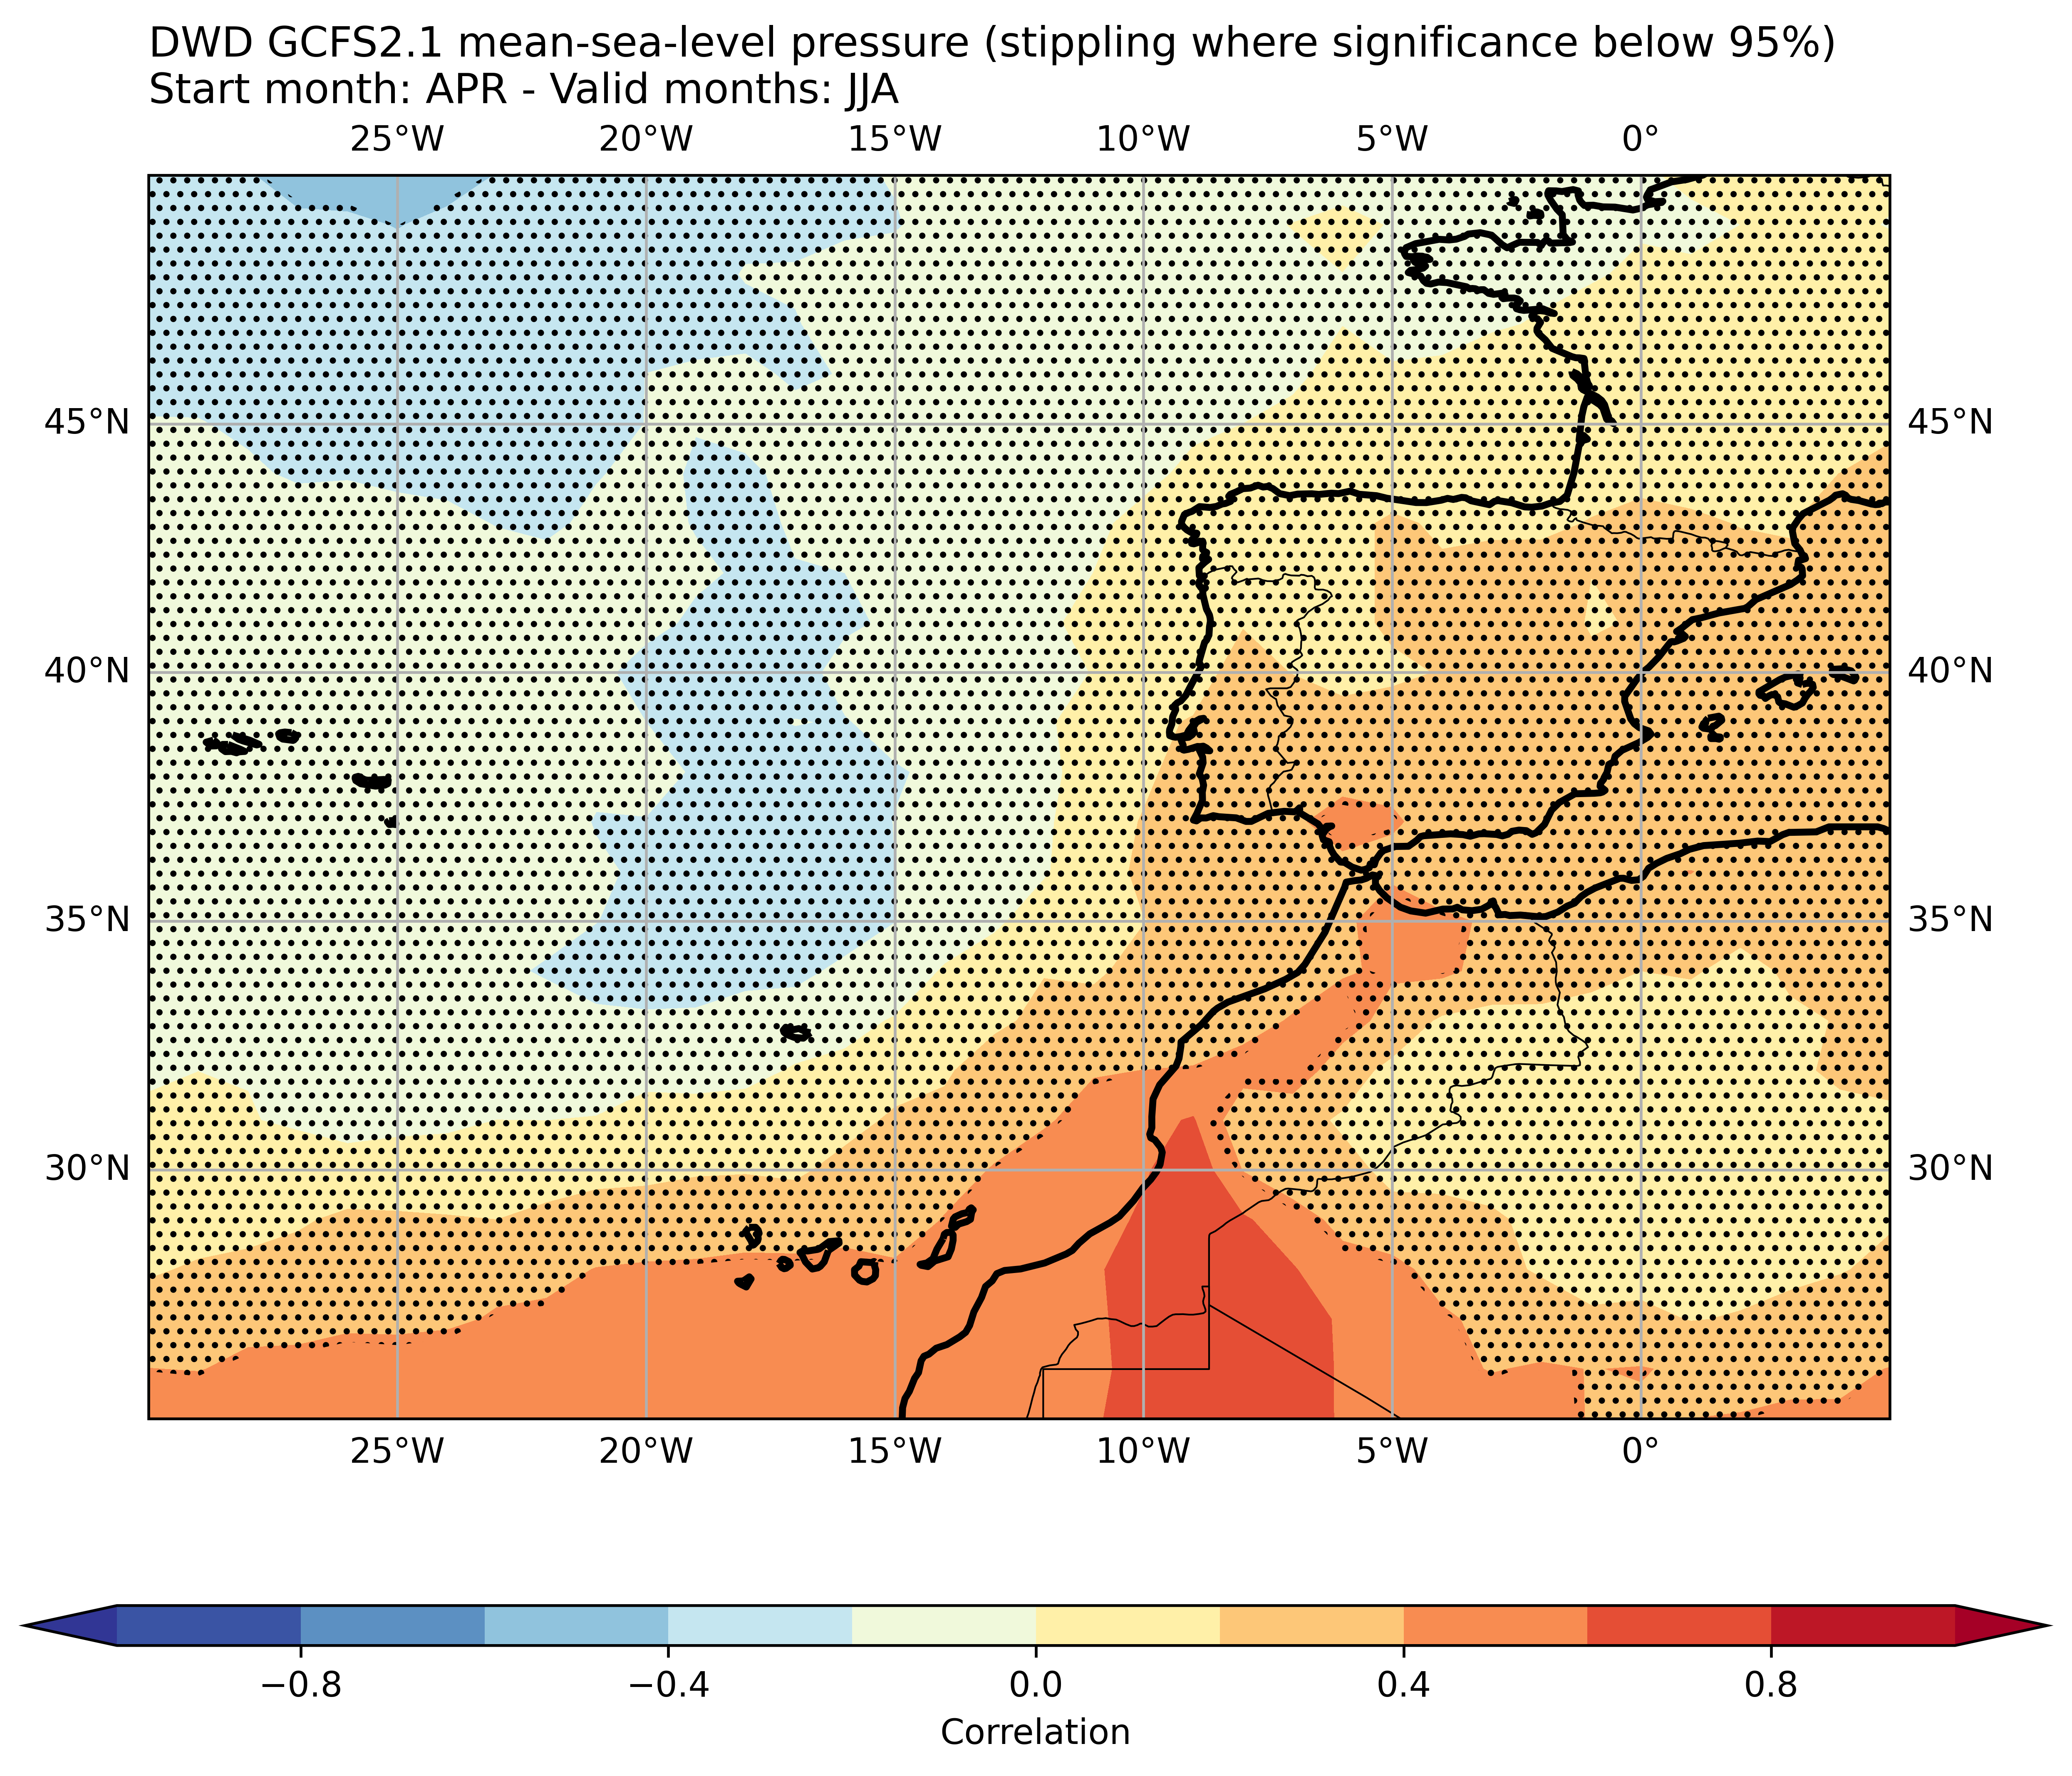 DWD GCFS2.1 mean-sea-level pressure (stippling where significance below 95%)
Start month: APR - Valid months: JJA
25°W 20°W 15°W 10°W 5°W 0°
45°N 45°N
40°N 40°N
35°N 35°N
30°N 30°N
25°W 20°W 15°W 10°W 5°W 0°
−0.8 −0.4 0.0 0.4 0.8
Correlation